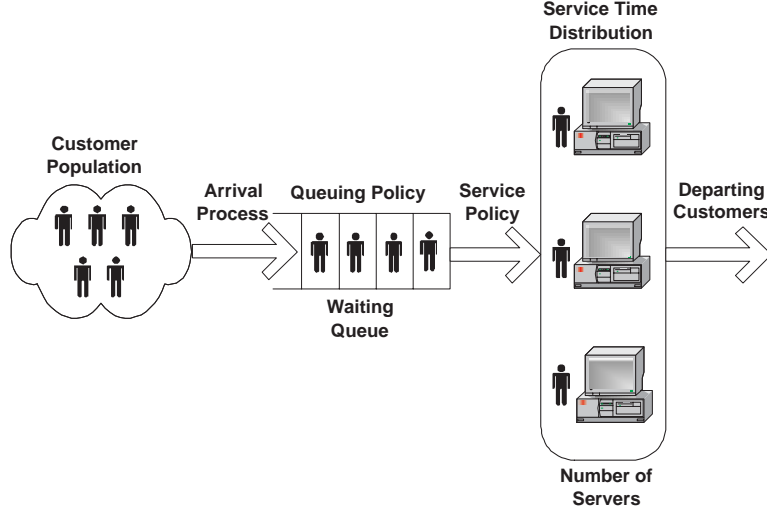 Service Time
Distribution
Customer
Population
Arrival
Process
Queuing Policy
Service
Policy
Departing
Customers
Waiting
Queue
Number of
Servers